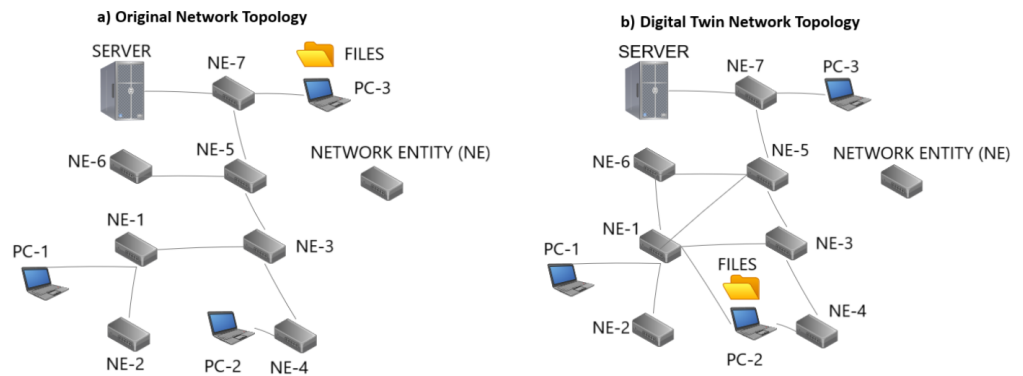 a) Original Network Topology
SERVER
NE-7
FILES
PC-3
NE-6
NE-5
NETWORK ENTITY (NE)
NE-1
NE-3
PC-1
NE-2
PC-2
NE-4
b) Digital Twin Network Topology
SERVER
NE-7
PC-3
NE-6
NE-5
NETWORK ENTITY (NE)
NE-1
NE-3
PC-1
FILES
NE-2
NE-4
PC-2